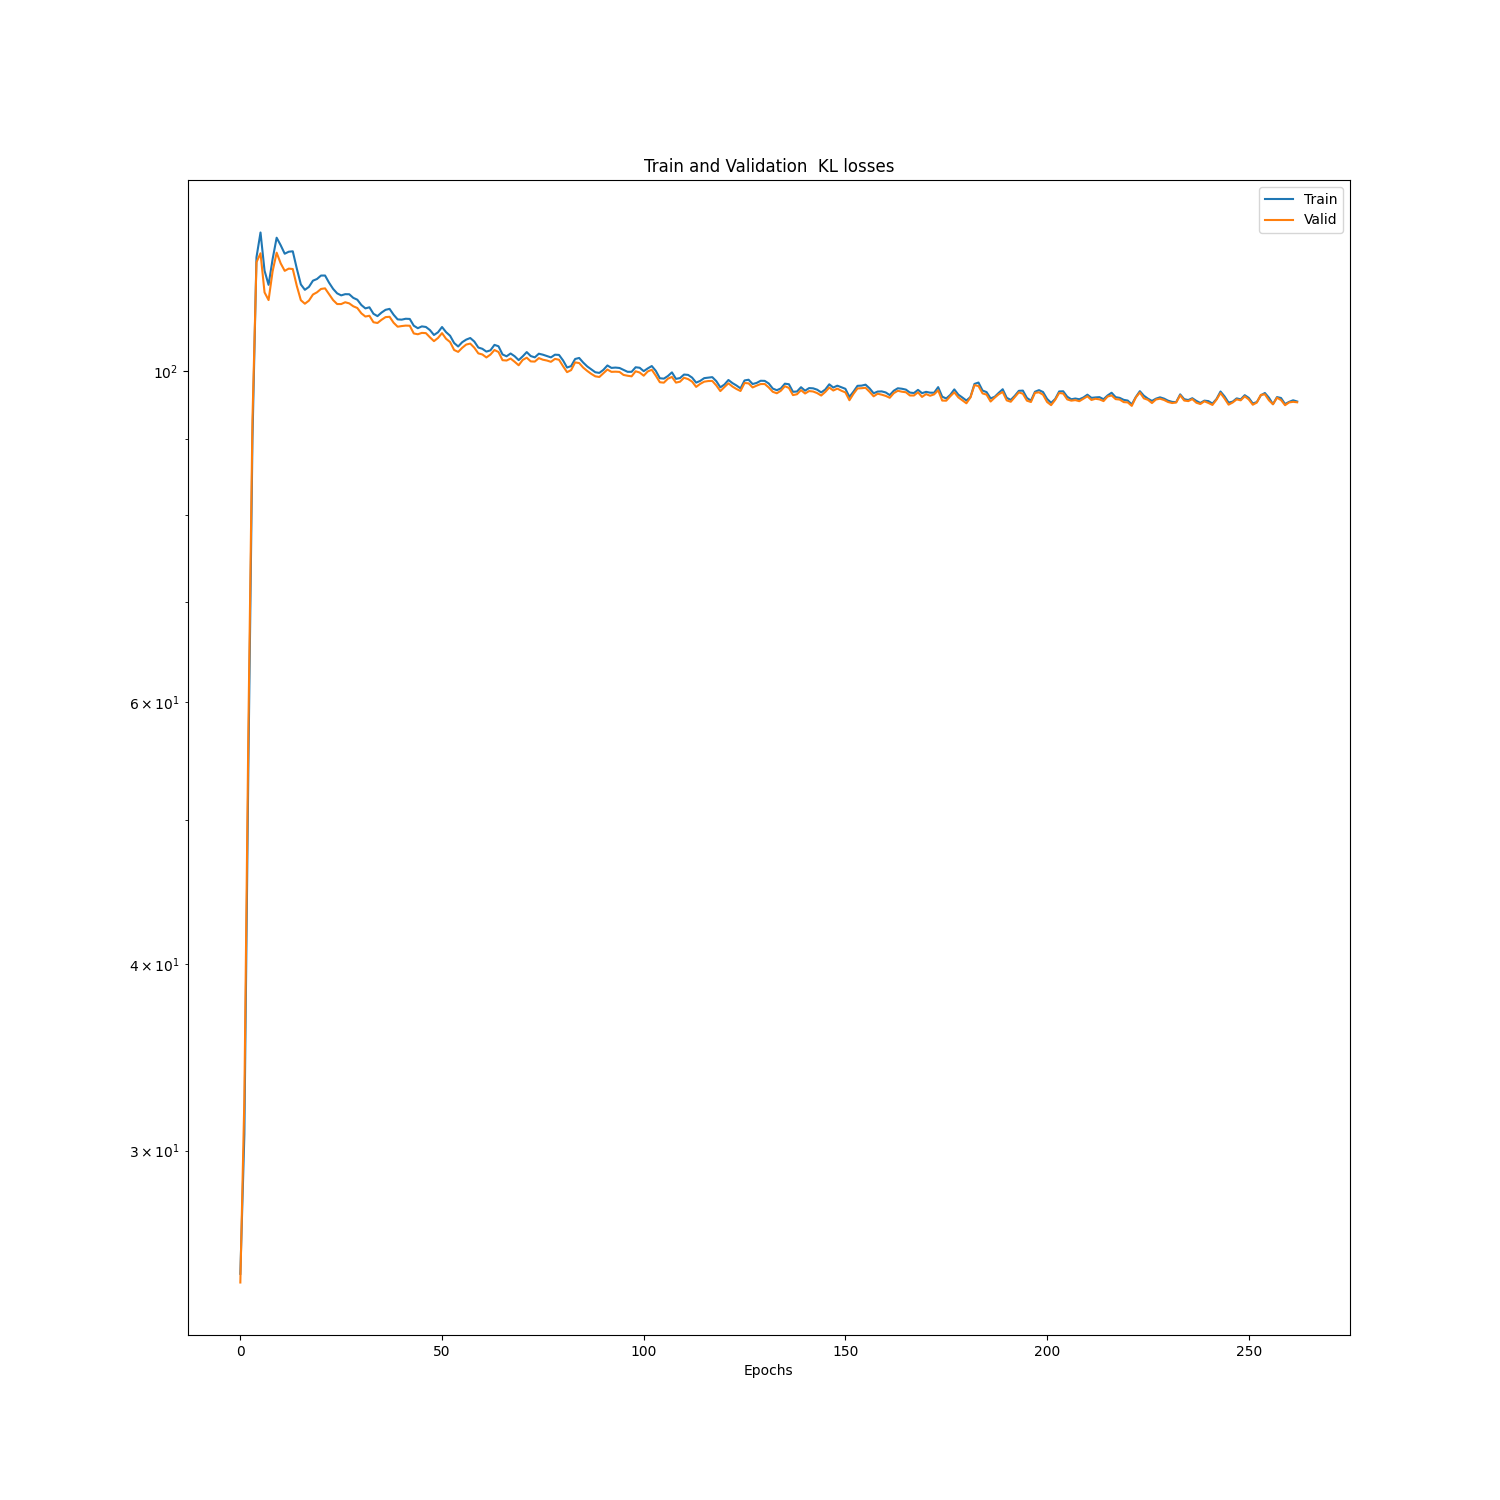 Train and Validation  KL losses
Train
Valid
10²
6 × 10¹
4 × 10¹
3 × 10¹
0 50 100 150 200 250
Epochs